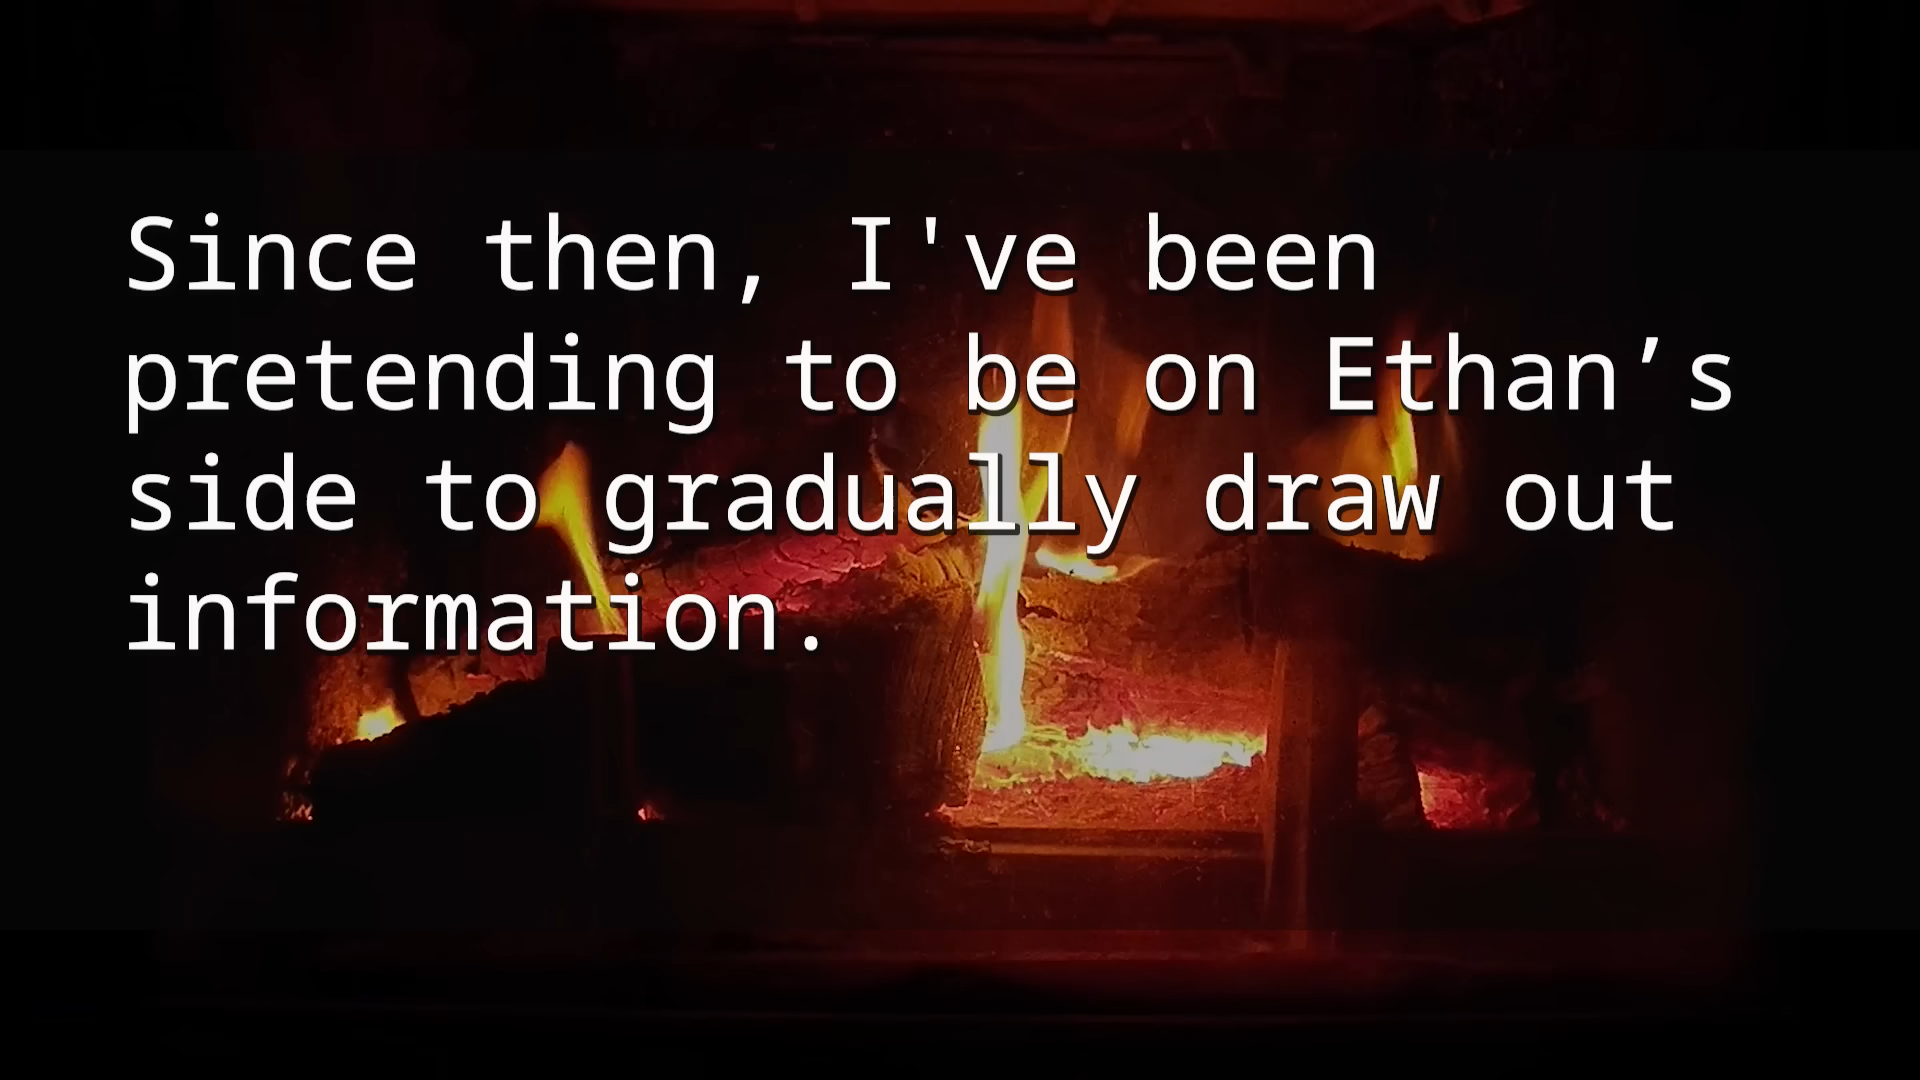 Since then, I've been
pretending to be on Ethan’s
side to gradually draw out
information.